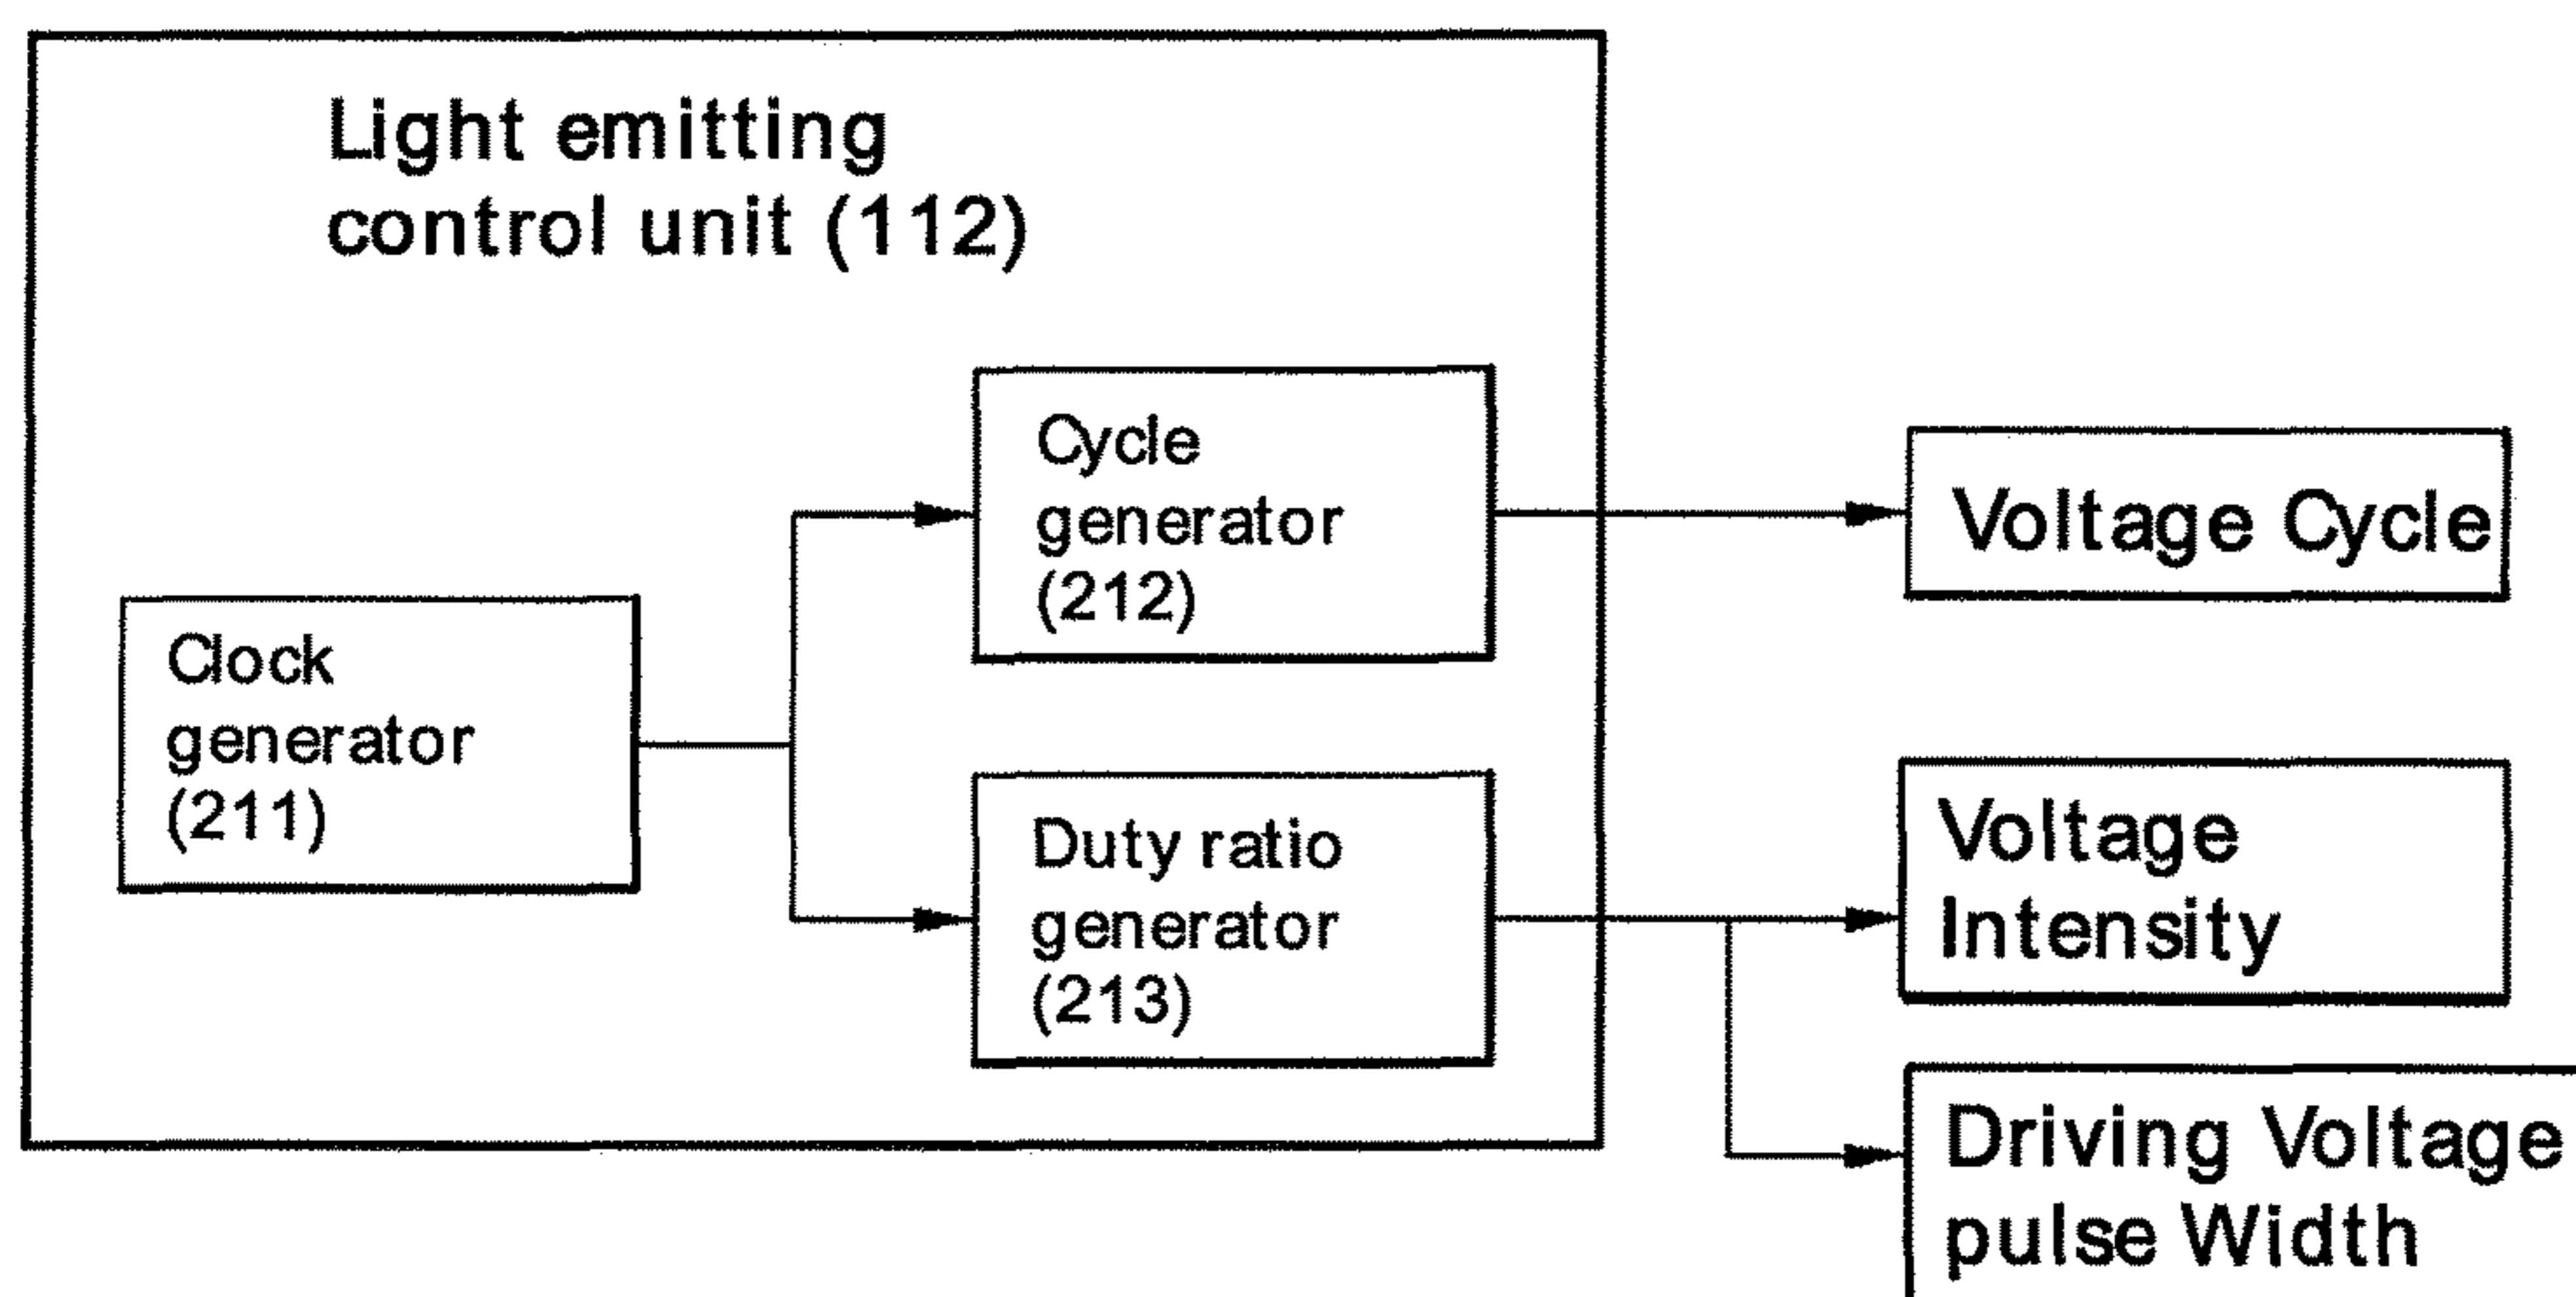 Light emitting
control unit (112)
Cycle
generator
(212)
Voltage Cycle
Clock
generator
(211)
Duty ratio
generator
(213)
Voltage
Intensity
Driving Voltage
pulse Width